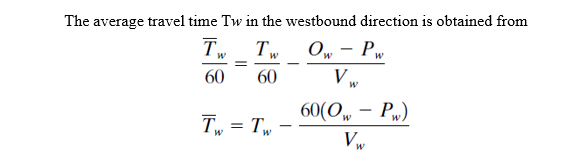 The average travel time Tw in the westbound direction is obtained from
T̅w/60 = Tw/60 − (Ow − Pw)/Vw
T̅w = Tw − 60(Ow − Pw)/Vw